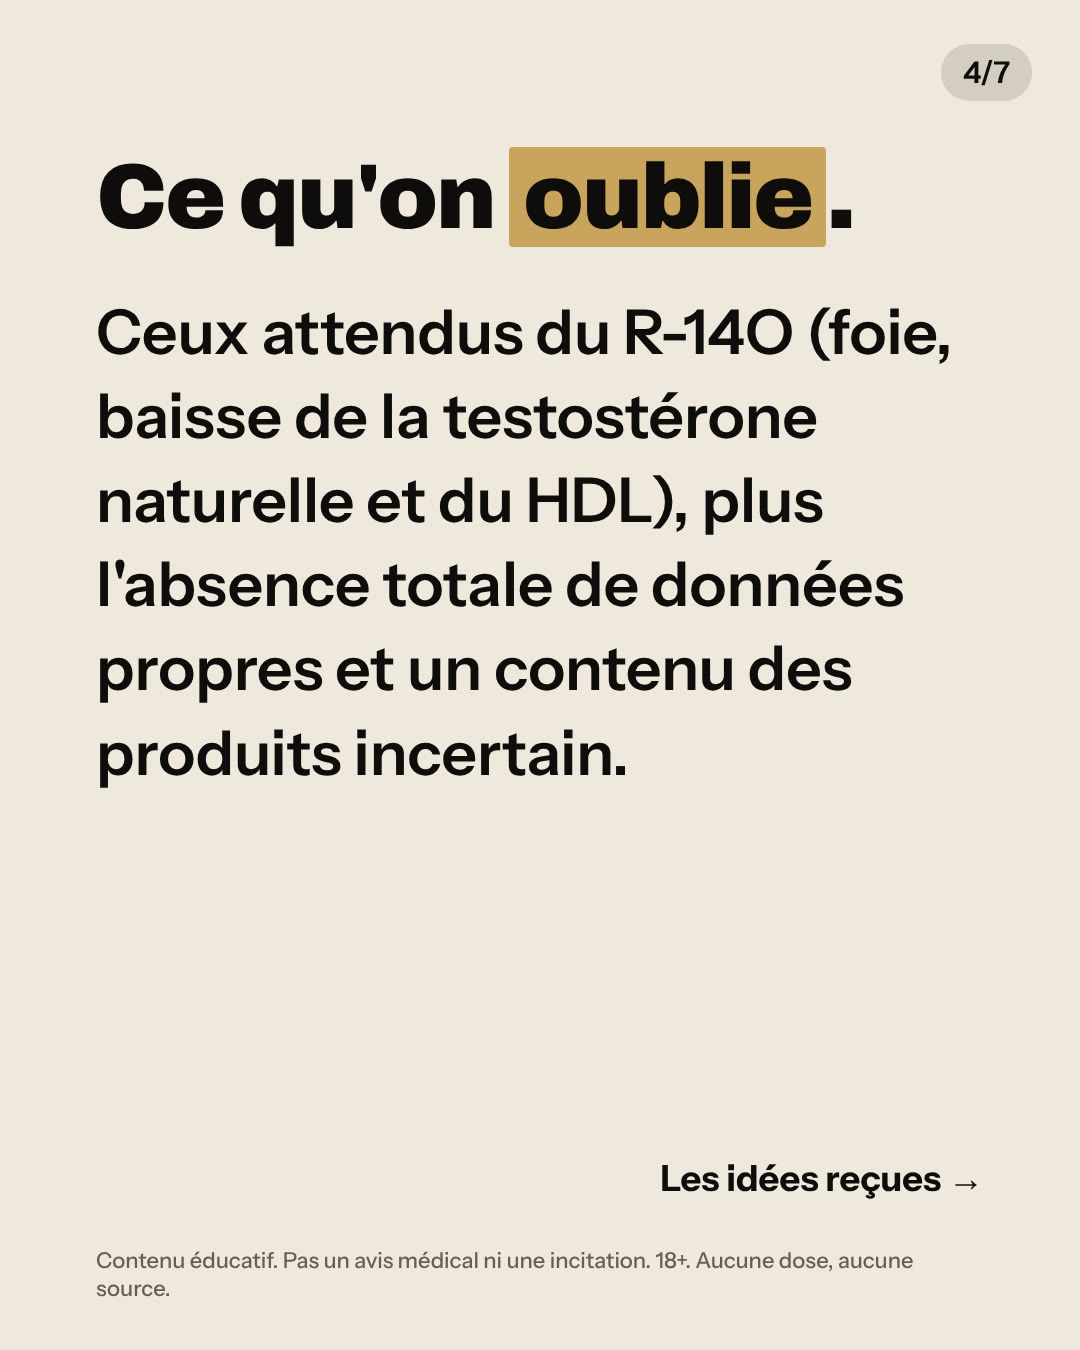 4/7
Ce qu'on oublie.
Ceux attendus du R-140 (foie,
baisse de la testostérone
naturelle et du HDL), plus
l'absence totale de données
propres et un contenu des
produits incertain.
Les idées reçues →
Contenu éducatif. Pas un avis médical ni une incitation. 18+. Aucune dose, aucune
source.